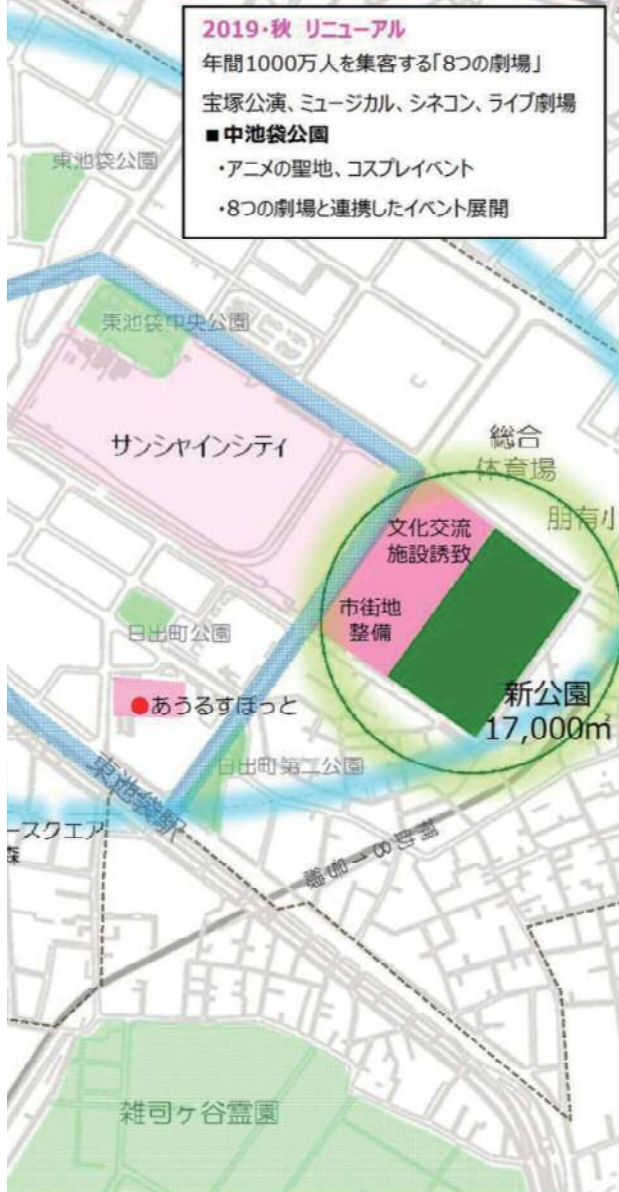 2019・秋 リニューアル
年間1000万人を集客する「8つの劇場」
宝塚公演、ミュージカル、シネコン、ライブ劇場
■中池袋公園
・アニメの聖地、コスプレイベント
・8つの劇場と連携したイベント展開
東池袋公園
東池袋中央公園
サンシャインシティ
総合
体育場
朋有小
文化交流
施設誘致
市街地
整備
日出町公園
あうるすぽっと
新公園
17,000㎡
日出町第二公園
東池袋駅
ースクエア
森
補助81号線
雑司ヶ谷霊園